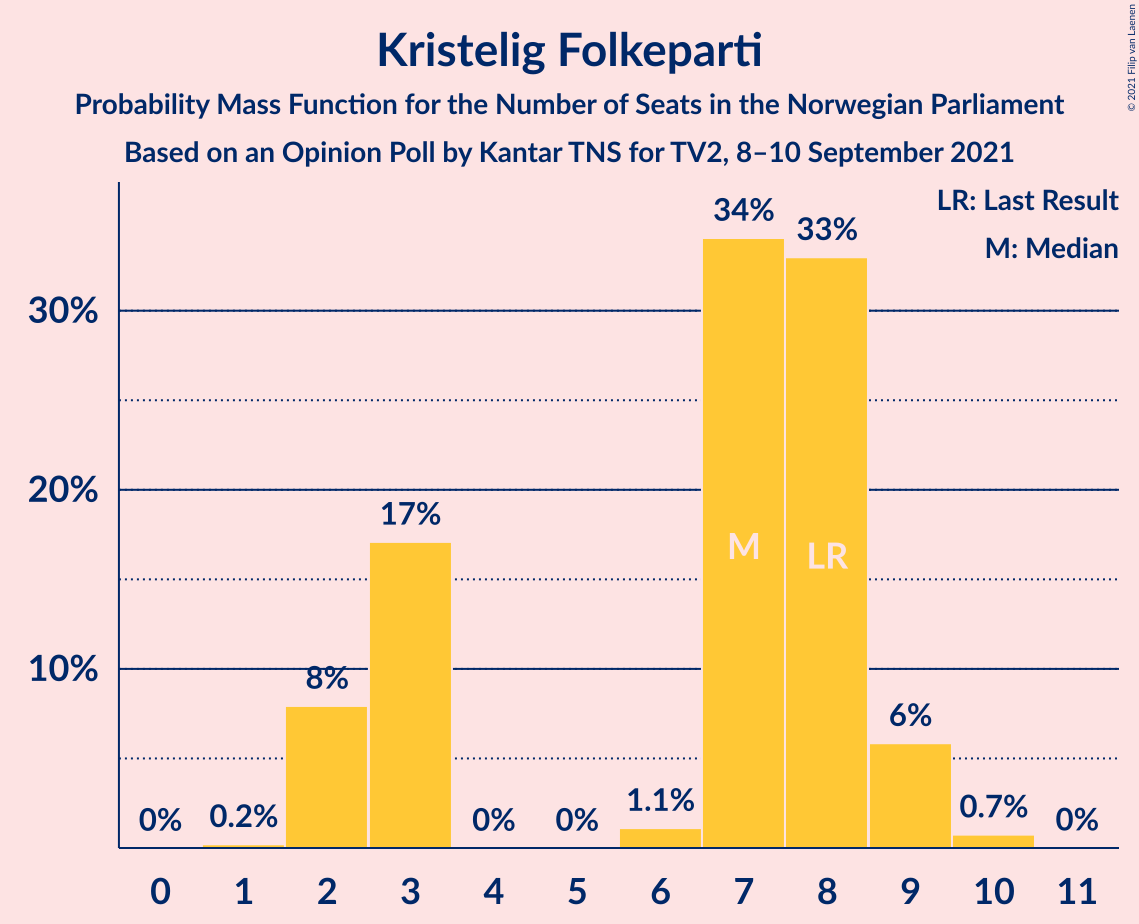 Kristelig Folkeparti
Probability Mass Function for the Number of Seats in the Norwegian Parliament
Based on an Opinion Poll by Kantar TNS for TV2, 8–10 September 2021
© 2021 Filip van Laenen
LR: Last Result
M: Median
34%
33%
30%
20%
17%
M
LR
10%
8%
6%
0%
0.2%
0%
0%
1.1%
0.7%
0%
0 1 2 3 4 5 6 7 8 9 10 11